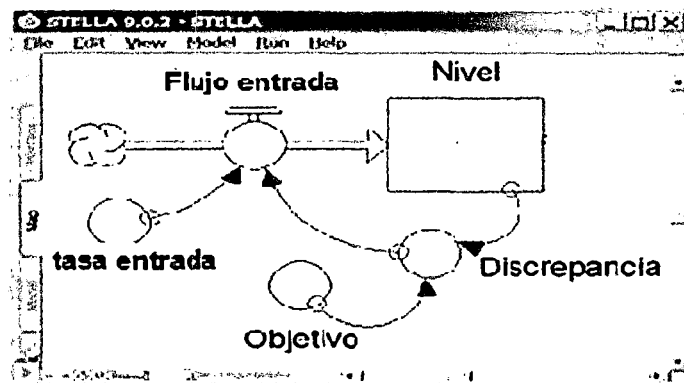 STELLA 9.0.2 • STELLA
File Edit View Model Run Help
Flujo entrada
Nivel
tasa entrada
Discrepancia
Objetivo